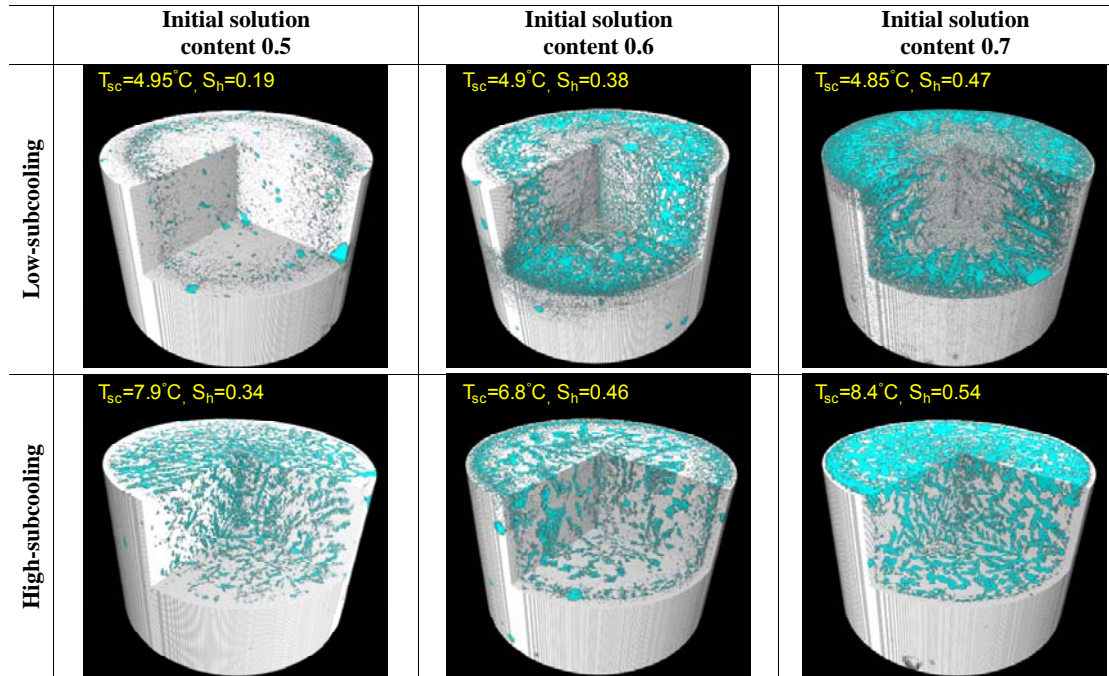 Initial solution
content 0.5
Initial solution
content 0.6
Initial solution
content 0.7
Low-subcooling
Tsc=4.95°C, Sh=0.19
Tsc=4.9°C, Sh=0.38
Tsc=4.85°C, Sh=0.47
High-subcooling
Tsc=7.9°C, Sh=0.34
Tsc=6.8°C, Sh=0.46
Tsc=8.4°C, Sh=0.54